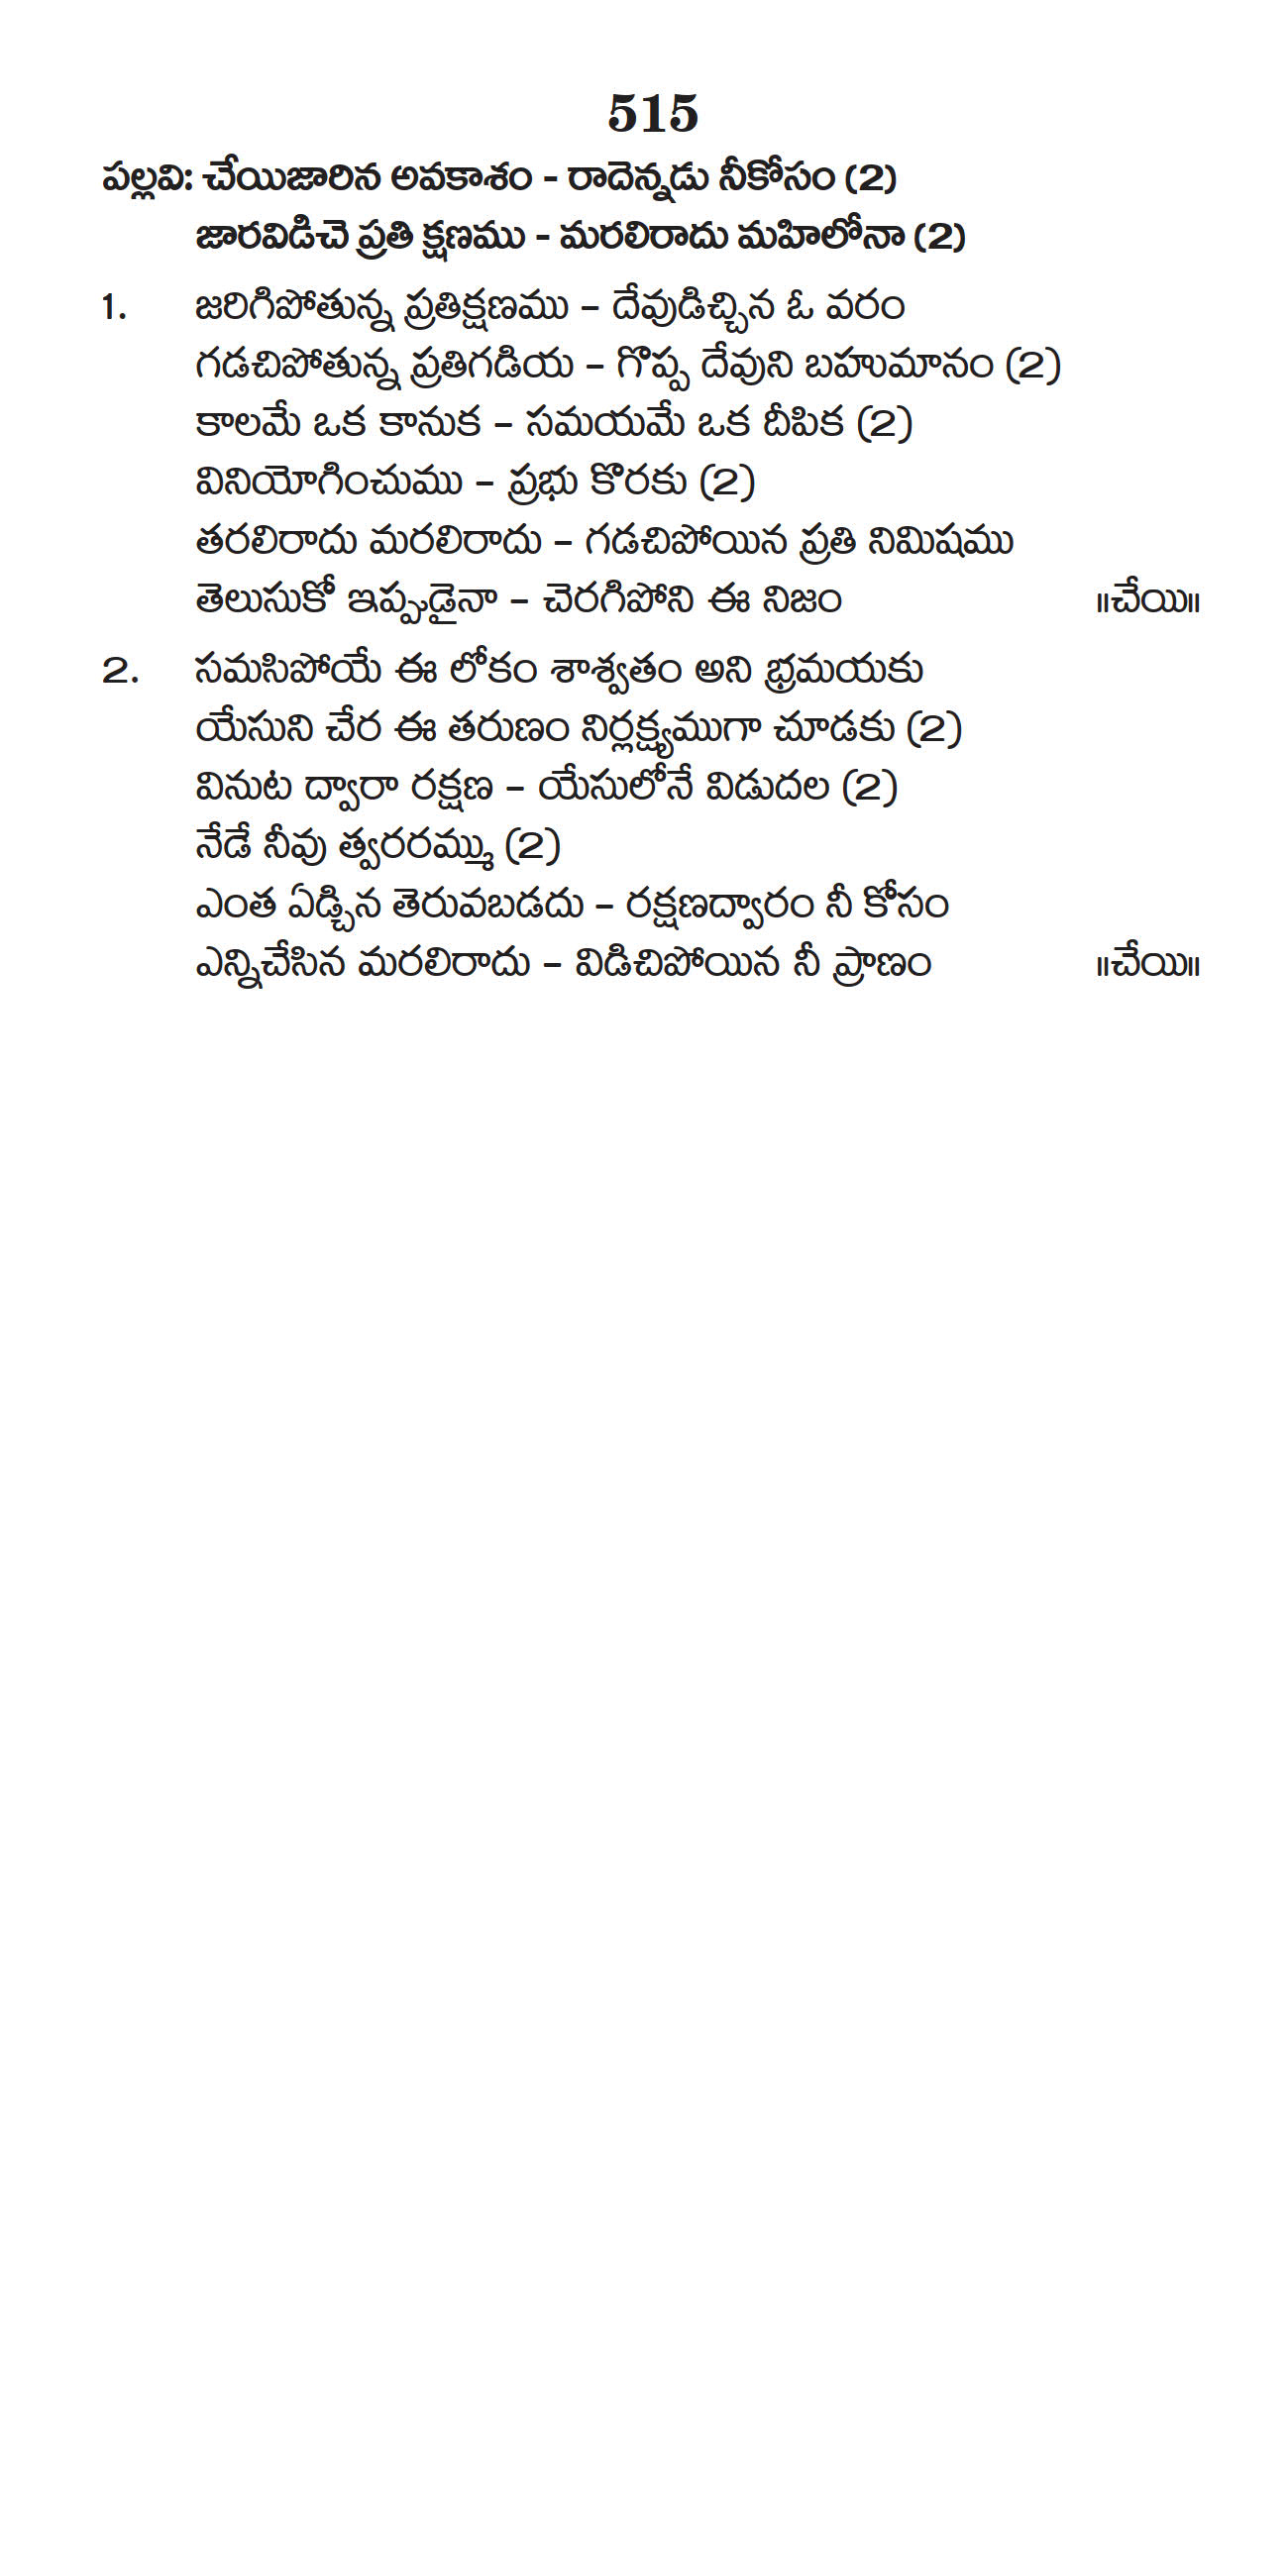 515
పల్లవి: చేయిజారిన అవకాశం - రాదెన్నడు నీకోసం (2)
జారవిడిచె ప్రతి క్షణము - మరలిరాదు మహిలోనా (2)
1. జరిగిపోతున్న ప్రతిక్షణము – దేవుడిచ్చిన ఓ వరం
గడచిపోతున్న ప్రతిగడియ – గొప్ప దేవుని బహుమానం (2)
కాలమే ఒక కానుక – సమయమే ఒక దీపిక (2)
వినియోగించుము – ప్రభు కొరకు (2)
తరలిరాదు మరలిరాదు – గడచిపోయిన ప్రతి నిమిషము
తెలుసుకో ఇప్పుడైనా – చెరగిపోని ఈ నిజం ॥చేయి॥
2. సమసిపోయే ఈ లోకం శాశ్వతం అని భ్రమయకు
యేసుని చేర ఈ తరుణం నిర్లక్ష్యముగా చూడకు (2)
వినుట ద్వారా రక్షణ – యేసులోనే విడుదల (2)
నేడే నీవు త్వరరమ్ము (2)
ఎంత ఏడ్చిన తెరువబడదు – రక్షణద్వారం నీ కోసం
ఎన్నిచేసిన మరలిరాదు – విడిచిపోయిన నీ ప్రాణం ॥చేయి॥